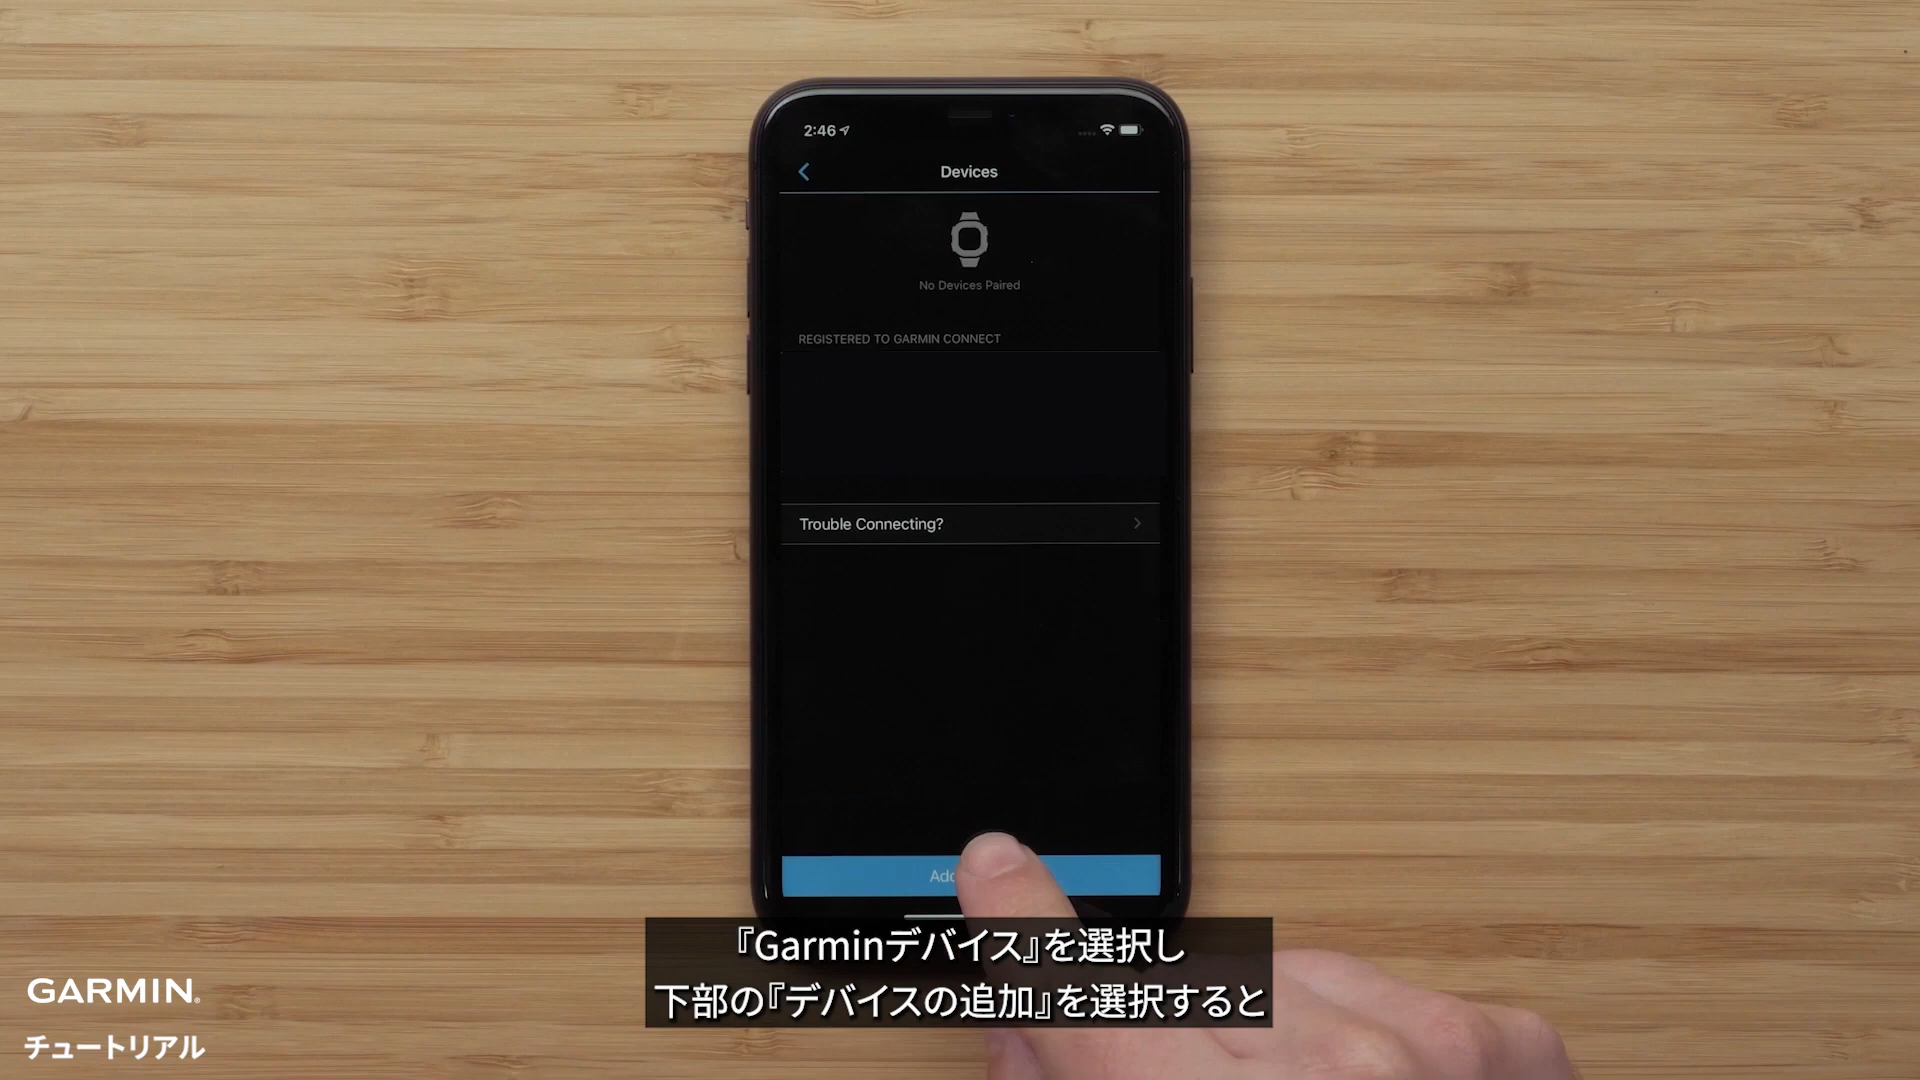 2:46
Devices
No Devices Paired
REGISTERED TO GARMIN CONNECT
Trouble Connecting?
『Garminデバイス』を選択し
下部の『デバイスの追加』を選択すると
GARMIN®
チュートリアル